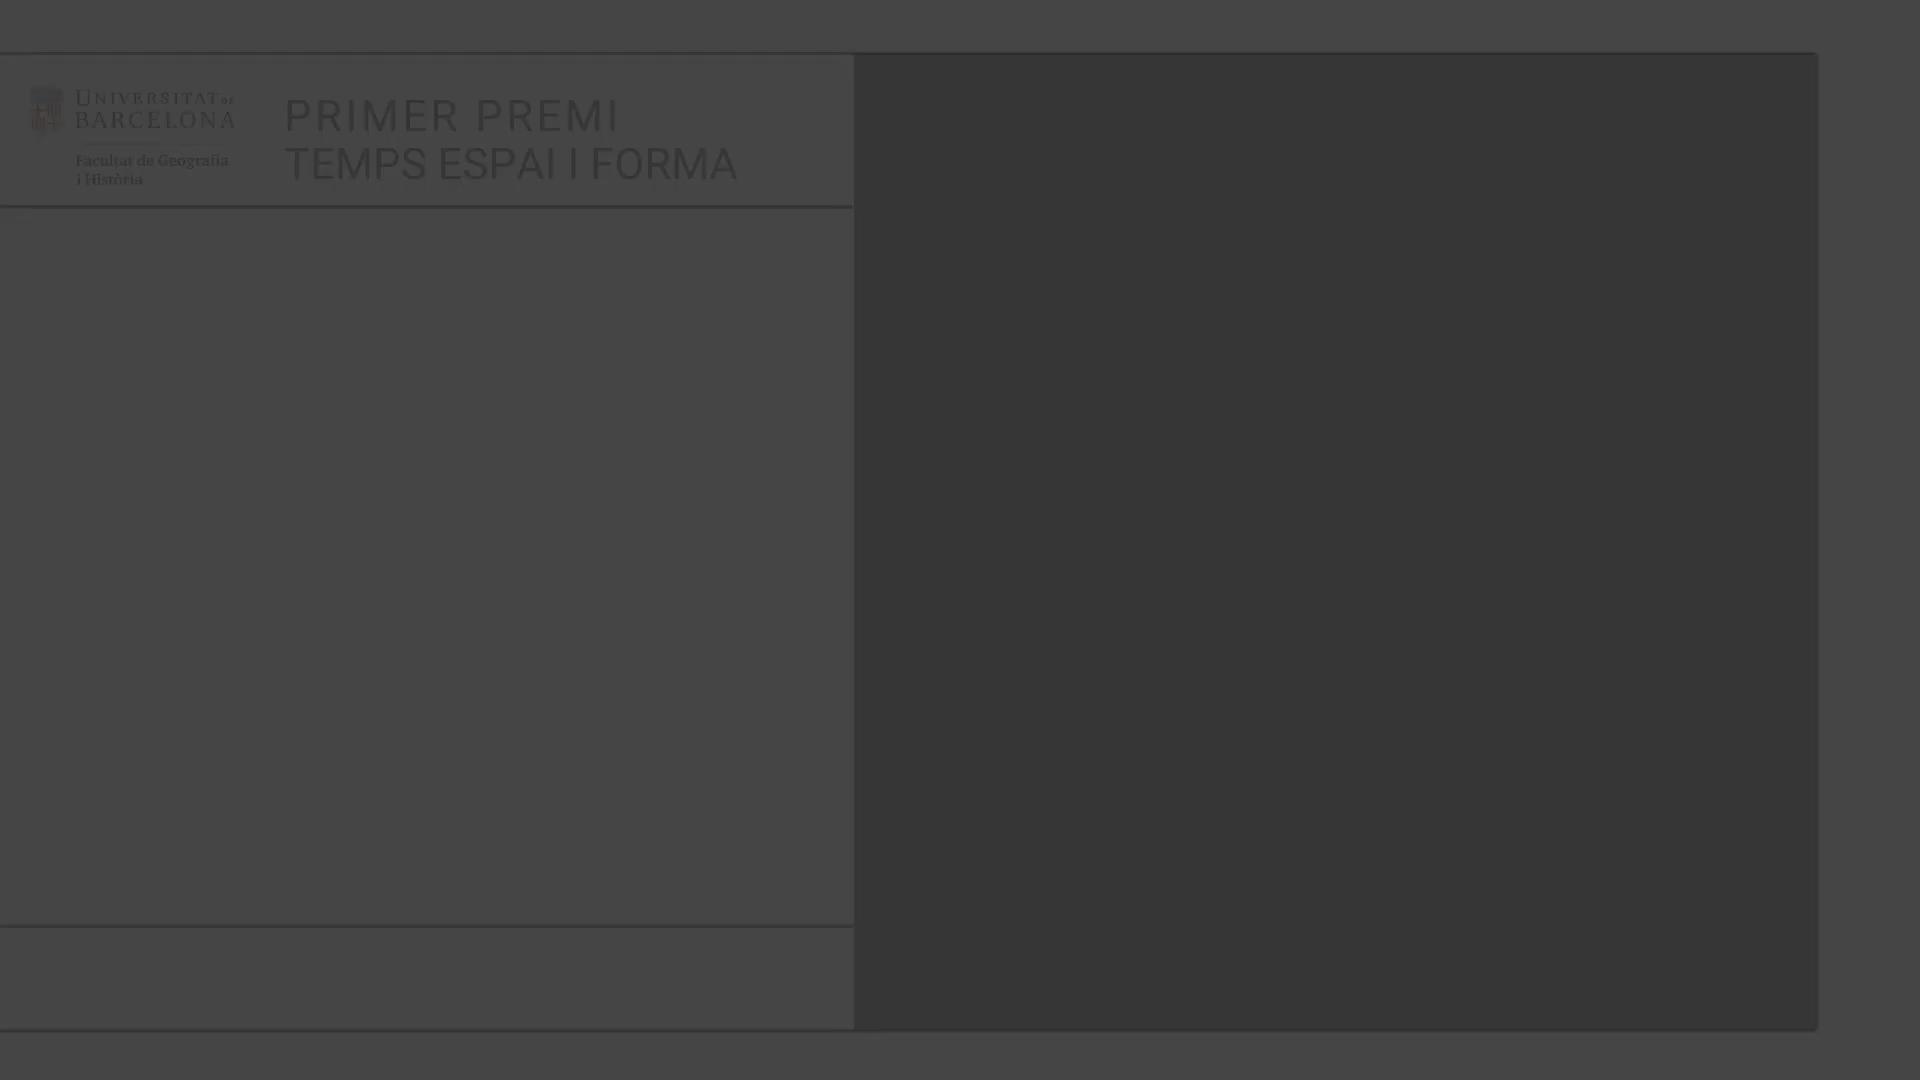 UNIVERSITAT DE
BARCELONA
Facultat de Geografia
i Història
PRIMER PREMI
TEMPS ESPAI I FORMA